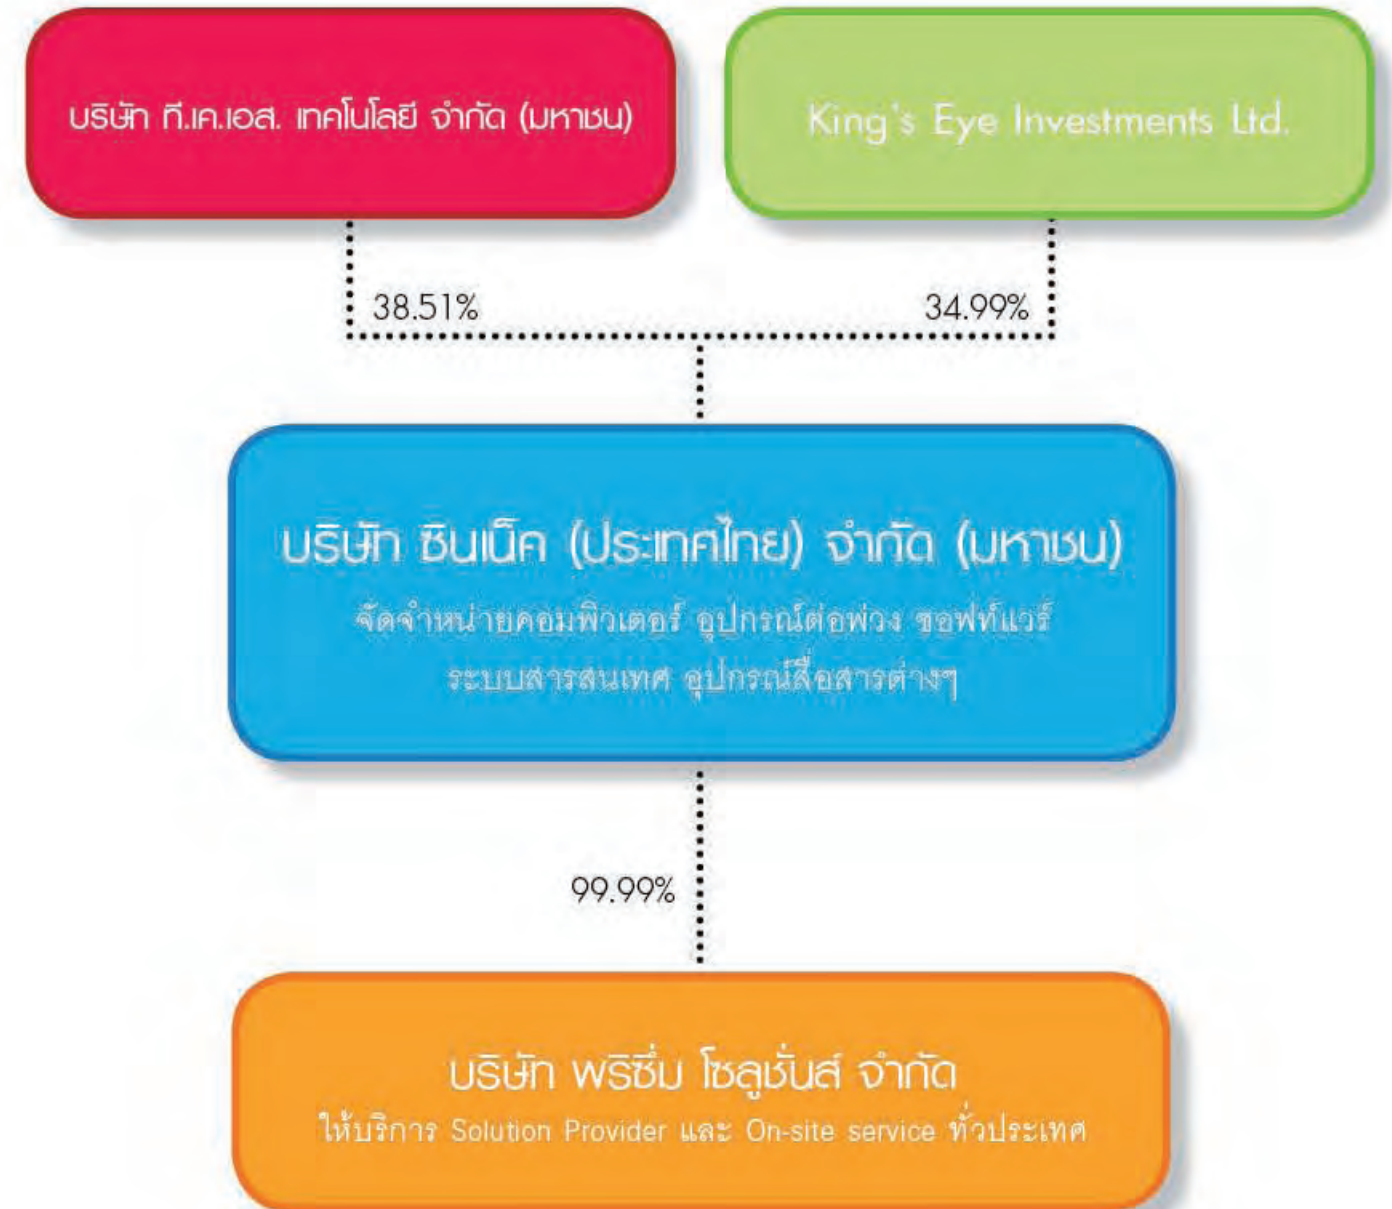 บริษัท ที.เค.เอส. เทคโนโลยี จำกัด (มหาชน)
King's Eye Investments Ltd.
38.51%
34.99%
บริษัท ซินเน็ค (ประเทศไทย) จำกัด (มหาชน)
จัดจำหน่ายคอมพิวเตอร์ อุปกรณ์ต่อพ่วง ซอฟท์แวร์
ระบบสารสนเทศ อุปกรณ์สื่อสารต่างๆ
99.99%
บริษัท พริซึ่ม โซลูชั่นส์ จำกัด
ให้บริการ Solution Provider และ On-site service ทั่วประเทศ